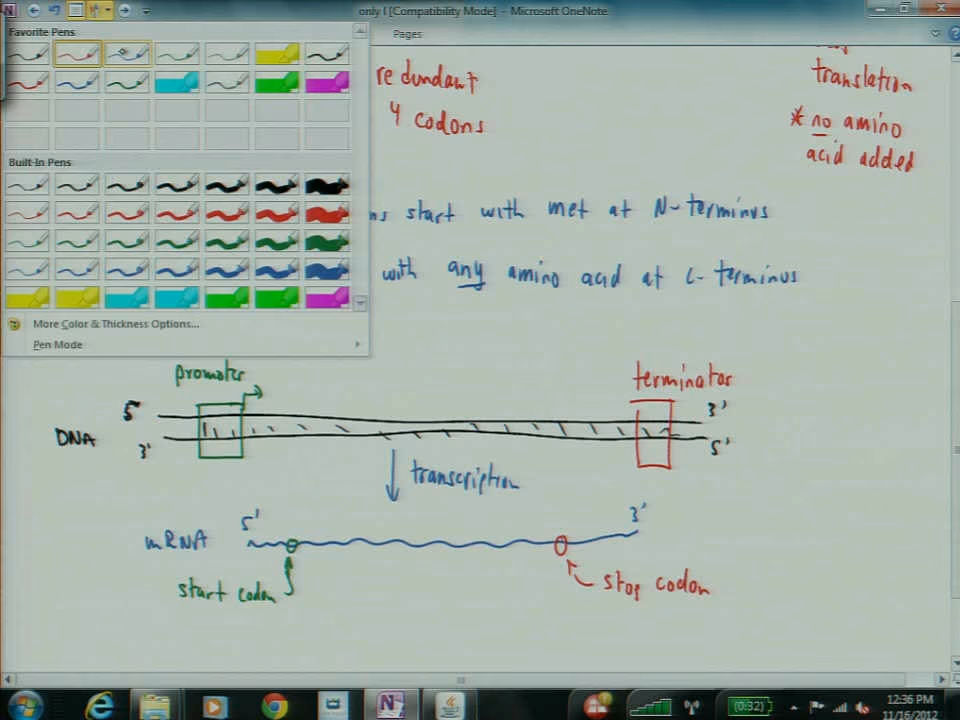 only I [Compatibility Mode] – Microsoft OneNote
Favorite Pens
Pages
redundant
4 codons
translation
* no amino
acid added
Built-In Pens
start with met at N-terminus
with any amino acid at C-terminus
More Color & Thickness Options...
Pen Mode
promoter
terminator
5'
3'
DNA
3'
5'
transcription
5'
3'
mRNA
start codon
stop codon
(0:32)
12:36 PM
11/16/2012